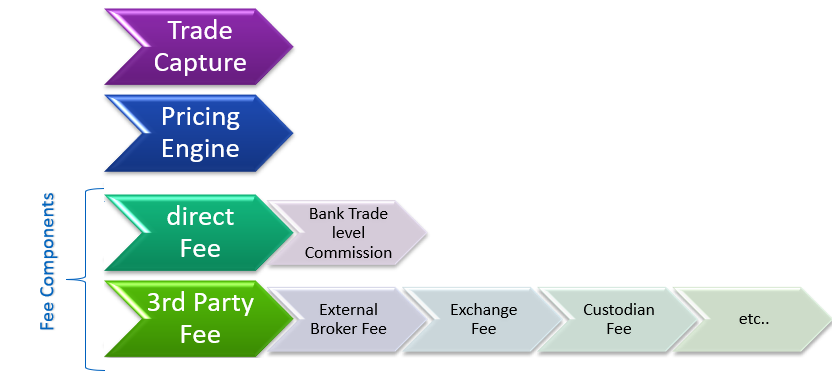 Trade
Capture
Pricing
Engine
Fee Components
direct
Fee
Bank Trade
level
Commission
3rd Party
Fee
External
Broker Fee
Exchange
Fee
Custodian
Fee
etc..